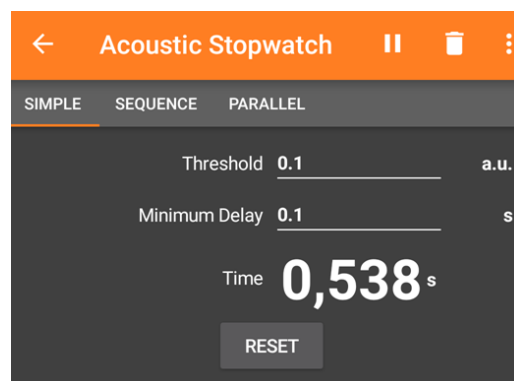 Acoustic Stopwatch
SIMPLE SEQUENCE PARALLEL
Threshold 0.1 a.u.
Minimum Delay 0.1 s
Time 0,538 s
RESET